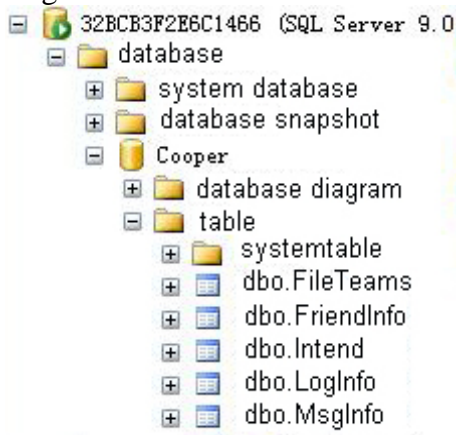 32BCB3F2E6C1466 (SQL Server 9.0
database
system database
database snapshot
Cooper
database diagram
table
systemtable
dbo.FileTeams
dbo.FriendInfo
dbo.Intend
dbo.LogInfo
dbo.MsgInfo